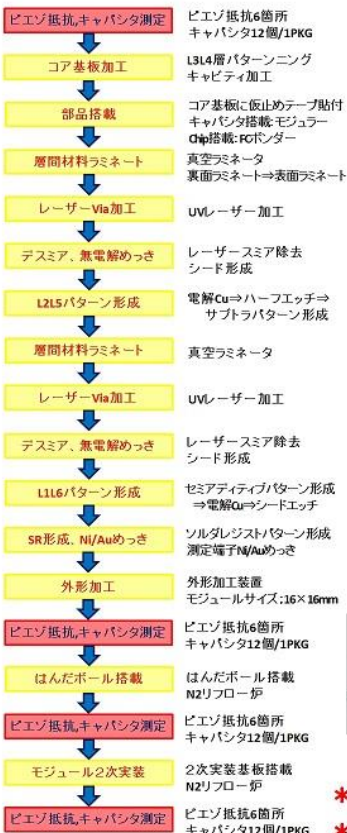 ピエゾ抵抗,キャパシタ測定
ピエゾ抵抗6箇所
キャパシタ12個/1PKG
コア基板加工
L3L4層パターンニング
キャビティ加工
部品搭載
コア基板に仮止めテープ貼付
キャパシタ搭載:モジュラー
Chip搭載:FCボンダー
層間材料ラミネート
真空ラミネータ
裏面ラミネート⇒表面ラミネート
レーザーVia加工
UVレーザー加工
デスミア、無電解めっき
レーザースミア除去
シード形成
L2L5パターン形成
電解Cu⇒ハーフエッチ⇒
サブトラパターン形成
層間材料ラミネート
真空ラミネータ
レーザーVia加工
UVレーザー加工
デスミア、無電解めっき
レーザースミア除去
シード形成
L1L6パターン形成
セミアディティブパターン形成
⇒電解Cu⇒シードエッチ
SR形成、Ni/Auめっき
ソルダレジストパターン形成
測定端子Ni/Auめっき
外形加工
外形加工装置
モジュールサイズ:16×16mm
ピエゾ抵抗,キャパシタ測定
ピエゾ抵抗6箇所
キャパシタ12個/1PKG
はんだボール搭載
はんだボール搭載
N2リフロー炉
ピエゾ抵抗,キャパシタ測定
ピエゾ抵抗6箇所
キャパシタ12個/1PKG
モジュール2次実装
2次実装基板搭載
N2リフロー炉
*
ピエゾ抵抗,キャパシタ測定
ピエゾ抵抗6箇所
キャパシタ12個/1PKG
*